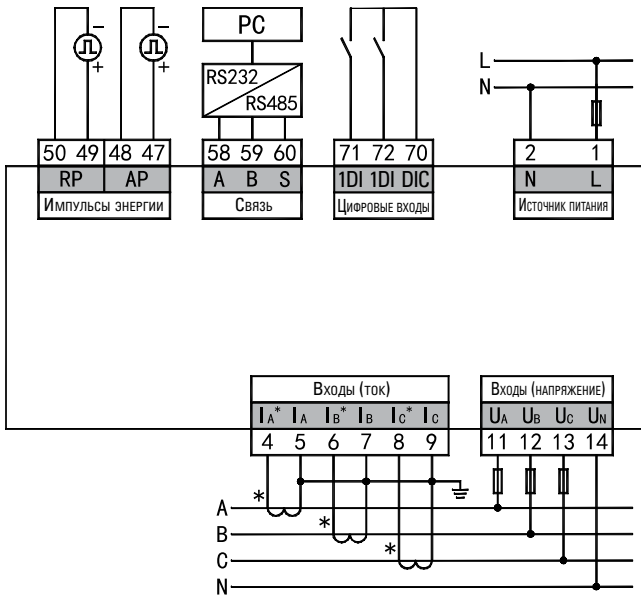 PC
RS232
RS485
− −
+ +
L
N
50 49 48 47
RP AP
Импульсы энергии
58 59 60
A B S
Связь
71 72 70
1DI 1DI DIC
Цифровые входы
2 1
N L
Источник питания
Входы (ток)
IA* IA IB* IB IC* IC
4 5 6 7 8 9
Входы (напряжение)
UA UB UC UN
11 12 13 14
* A
* B
* C
N